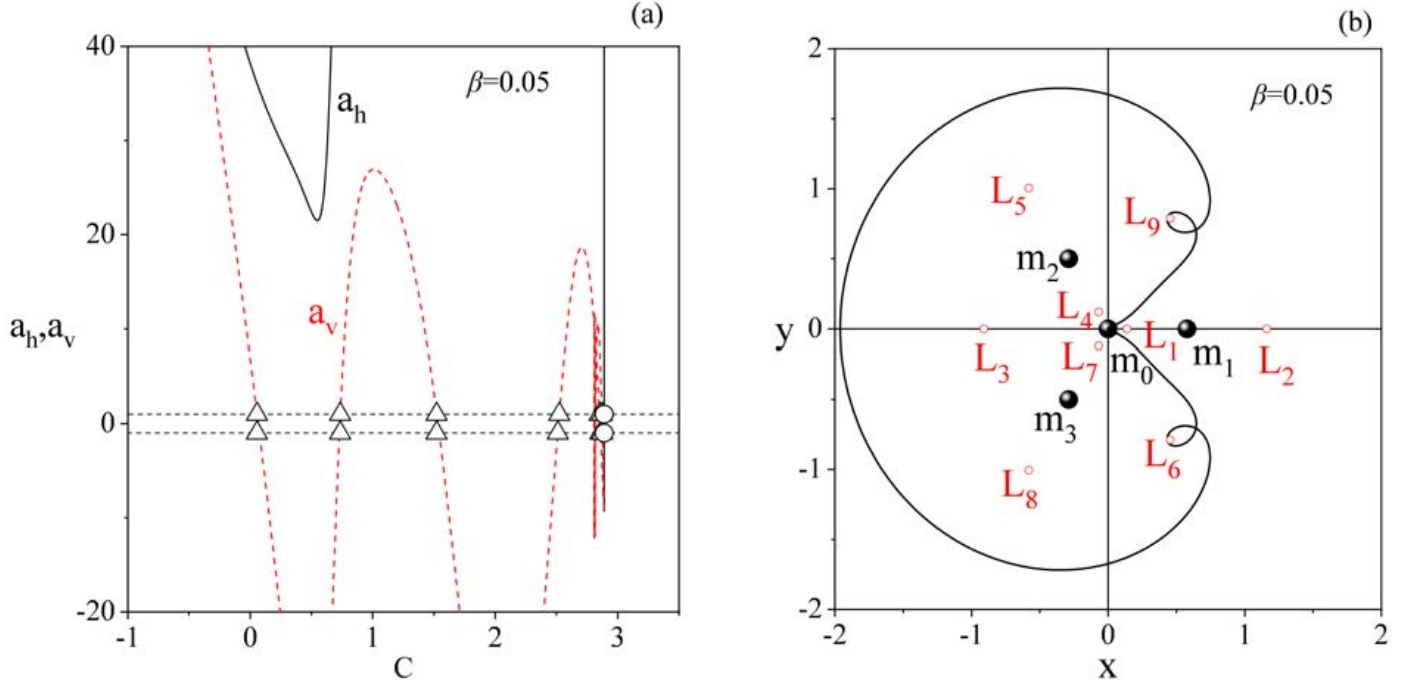 (a)
β=0.05
a_h
a_v
a_h,a_v
40
20
0
-20
-1
0
1
2
3
C
(b)
β=0.05
2
1
0
-1
-2
y
L_5
L_9
m_2
L_4
L_3
L_7
m_0
L_1
m_1
L_2
m_3
L_6
L_8
-2
-1
0
1
2
x